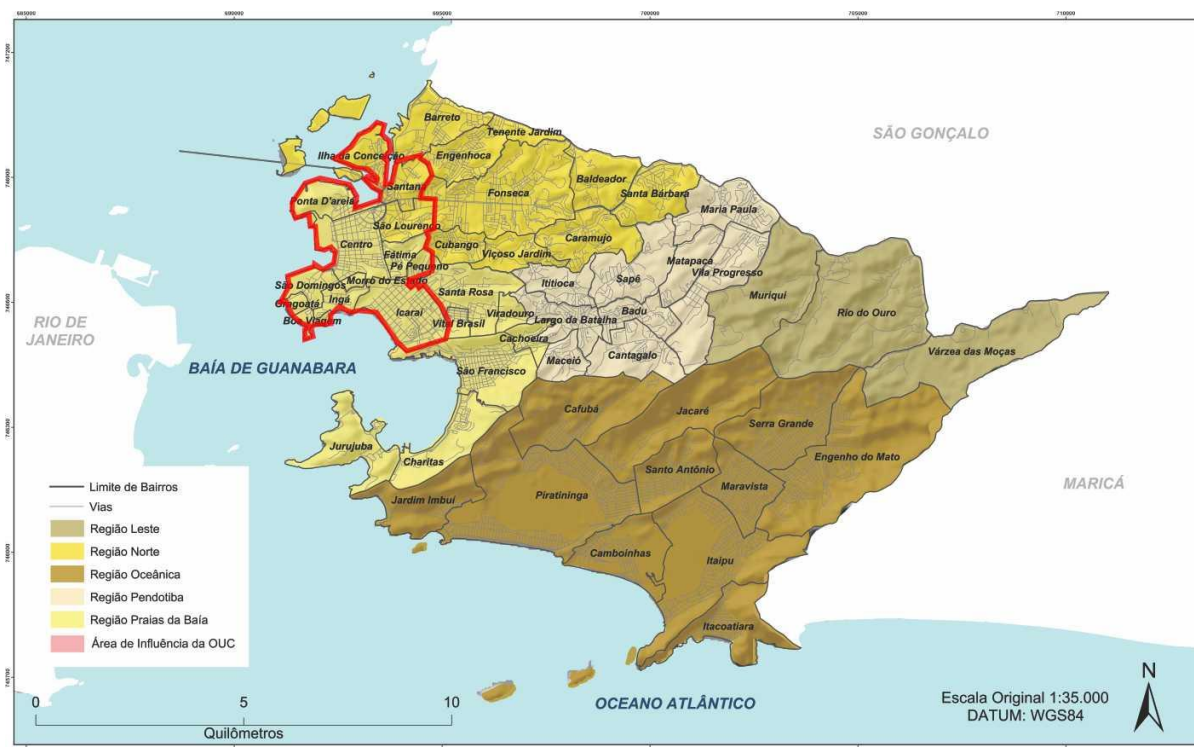 685000
690000
695000
700000
705000
710000
Barreto
Tenente Jardim
SÃO GONÇALO
Ilha da Conceição
Engenhoca
Santana
Fonseca
Baldeador
Santa Bárbara
Ponta D'areia
Maria Paula
São Lourenço
Centro
Cubango
Viçoso Jardim
Caramujo
Fátima
Pé Pequeno
Matapaca
Vila Progresso
Morro do Estado
Ititioca
Sapê
São Domingos
Santa Rosa
Muriqui
Gragoatá
Ingá
Icaraí
Viradouro
Largo da Batalha
Badu
Rio do Ouro
RIO DE
JANEIRO
Boa Viagem
Vital Brasil
Cachoeira
Várzea das Moças
Maceió
Cantagalo
BAÍA DE GUANABARA
São Francisco
Cafubá
Jacaré
Serra Grande
Jurujuba
Charitas
Santo Antônio
Engenho do Mato
Jardim Imbuí
Piratininga
Maravista
MARICÁ
Camboinhas
Itaipu
Itacoatiara
Limite de Bairros
Vias
Região Leste
Região Norte
Região Oceânica
Região Pendotiba
Região Praias da Baía
Área de Influência da OUC
0 5 10
Quilômetros
OCEANO ATLÂNTICO
Escala Original 1:35.000
DATUM: WGS84
N